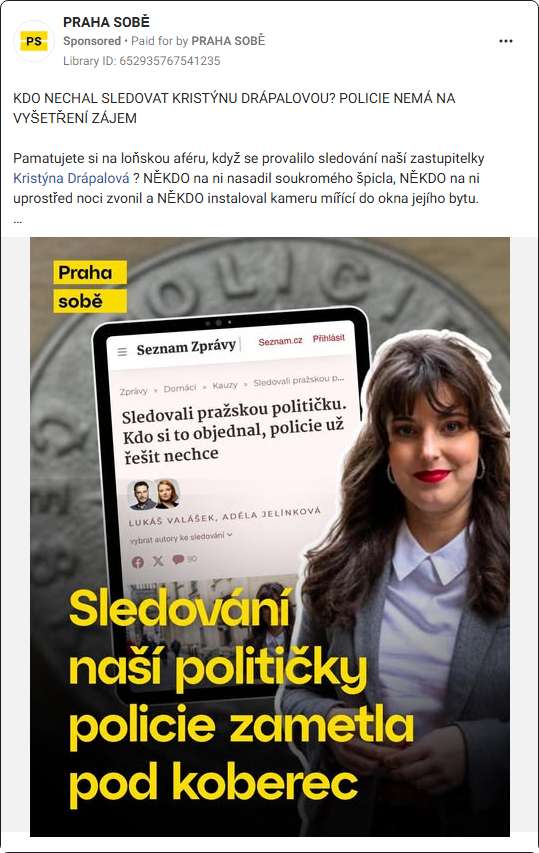 PS
PRAHA SOBĚ
Sponsored • Paid for by PRAHA SOBĚ
Library ID: 652935767541235
KDO NECHAL SLEDOVAT KRISTÝNU DRÁPALOVOU? POLICIE NEMÁ NA
VYŠETŘENÍ ZÁJEM
Pamatujete si na loňskou aféru, když se provalilo sledování naší zastupitelky
Kristýna Drápalová ? NĚKDO na ni nasadil soukromého špicla, NĚKDO na ni
uprostřed noci zvonil a NĚKDO instaloval kameru mířící do okna jejího bytu.
...
Praha
sobě
POLICIE
Seznam Zprávy
Seznam.cz Přihlásit
Zprávy » Domácí » Kauzy » Sledovali pražskou p...
Sledovali pražskou političku.
Kdo si to objednal, policie už
řešit nechce
LUKÁŠ VALÁŠEK, ADÉLA JELÍNKOVÁ
vybrat autory ke sledování
90
Sledování
naší političky
policie zametla
pod koberec